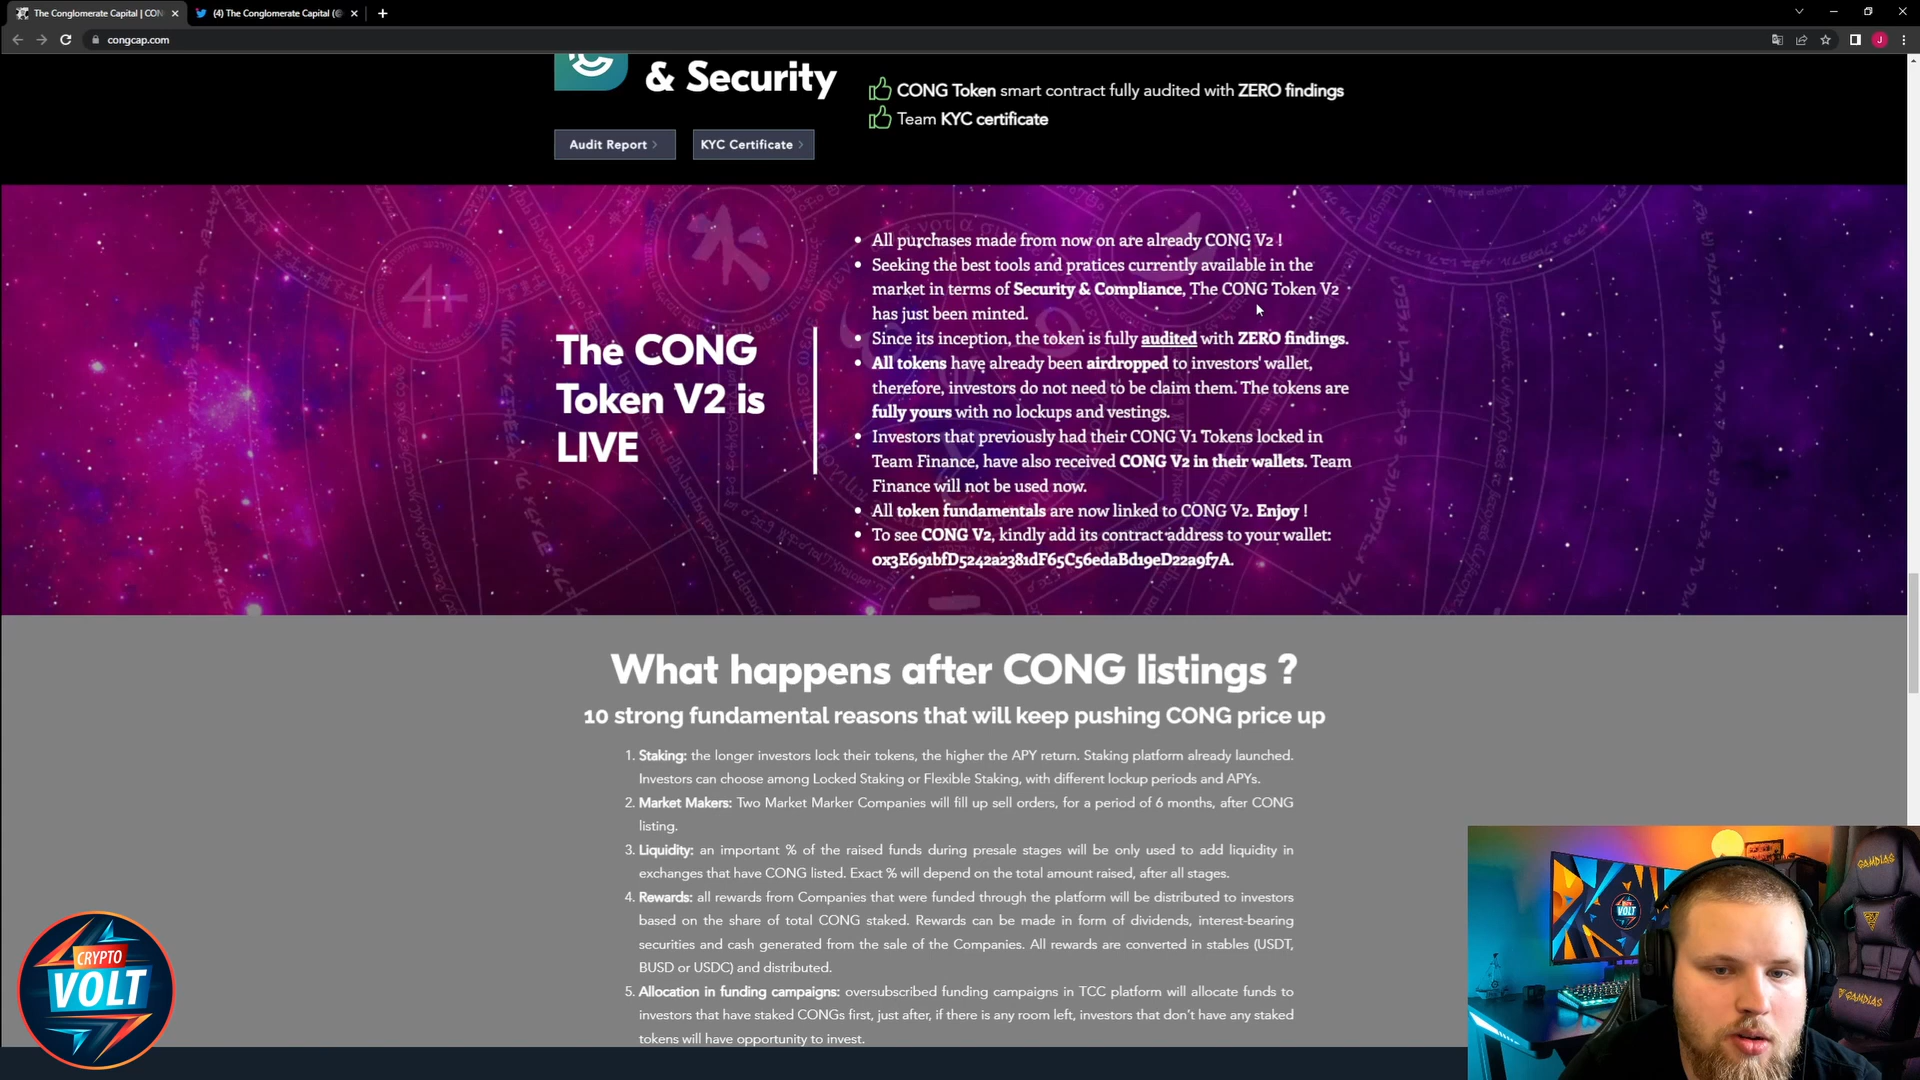 The Conglomerate Capital | CON
(4) The Conglomerate Capital (@
congcap.com
J
& Security
CONG Token smart contract fully audited with ZERO findings
Team KYC certificate
Audit Report
KYC Certificate
The CONG
Token V2 is
LIVE
All purchases made from now on are already CONG V2 !
Seeking the best tools and pratices currently available in the
market in terms of Security & Compliance, The CONG Token V2
has just been minted.
Since its inception, the token is fully audited with ZERO findings.
All tokens have already been airdropped to investors' wallet,
therefore, investors do not need to be claim them. The tokens are
fully yours with no lockups and vestings.
Investors that previously had their CONG V1 Tokens locked in
Team Finance, have also received CONG V2 in their wallets. Team
Finance will not be used now.
All token fundamentals are now linked to CONG V2. Enjoy !
To see CONG V2, kindly add its contract address to your wallet:
0x3E691bfD5242a2381dF65C56edaBd19eD22a9f7A.
What happens after CONG listings ?
10 strong fundamental reasons that will keep pushing CONG price up
1. Staking: the longer investors lock their tokens, the higher the APY return. Staking platform already launched.
Investors can choose among Locked Staking or Flexible Staking, with different lockup periods and APYs.
2. Market Makers: Two Market Marker Companies will fill up sell orders, for a period of 6 months, after CONG
listing.
3. Liquidity: an important % of the raised funds during presale stages will be only used to add liquidity in
exchanges that have CONG listed. Exact % will depend on the total amount raised, after all stages.
4. Rewards: all rewards from Companies that were funded through the platform will be distributed to investors
based on the share of total CONG staked. Rewards can be made in form of dividends, interest-bearing
securities and cash generated from the sale of the Companies. All rewards are converted in stables (USDT,
BUSD or USDC) and distributed.
5. Allocation in funding campaigns: oversubscribed funding campaigns in TCC platform will allocate funds to
investors that have staked CONGs first, just after, if there is any room left, investors that don't have any staked
tokens will have opportunity to invest.
CRYPTO
VOLT
VOLT
GAMDIAS
GAMDIAS